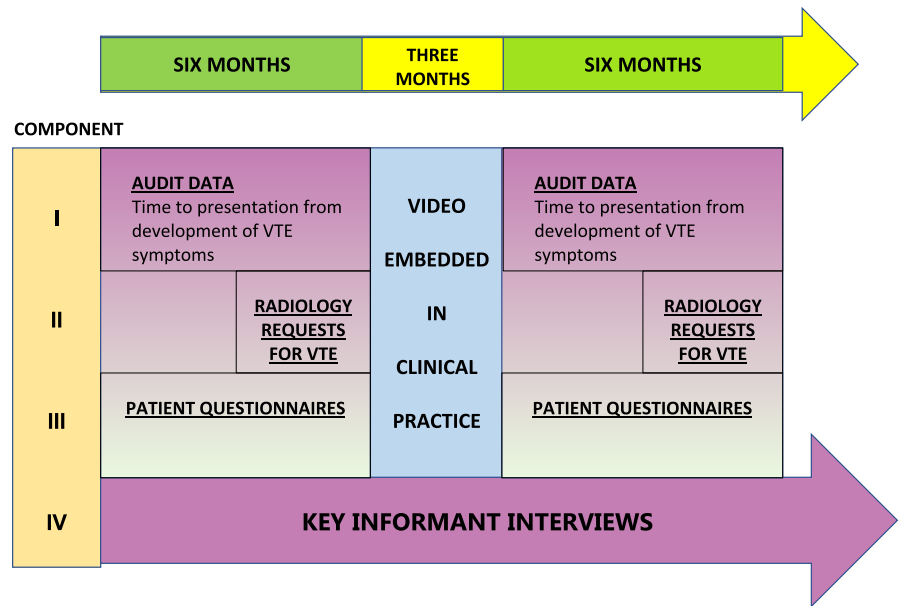 SIX MONTHS
THREE
MONTHS
SIX MONTHS
COMPONENT
I
AUDIT DATA
Time to presentation from
development of VTE
symptoms
II
RADIOLOGY
REQUESTS
FOR VTE
III
PATIENT QUESTIONNAIRES
VIDEO
EMBEDDED
IN
CLINICAL
PRACTICE
AUDIT DATA
Time to presentation from
development of VTE
symptoms
RADIOLOGY
REQUESTS
FOR VTE
PATIENT QUESTIONNAIRES
IV
KEY INFORMANT INTERVIEWS